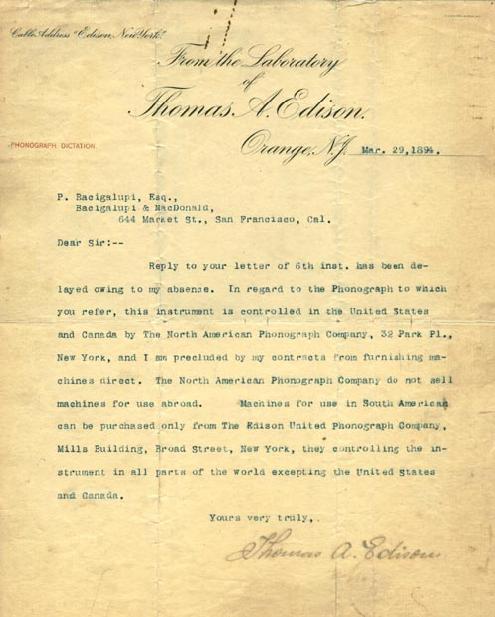 Cable Address "Edison, New York."
From the Laboratory
of
Thomas A. Edison.
Orange, N.J. Mar. 29, 1894.
PHONOGRAPH DICTATION.
P. Bacigalupi, Esq.,
Bacigalupi & MacDonald,
644 Market St., San Francisco, Cal.
Dear Sir:--
Reply to your letter of 6th inst. has been de-
layed owing to my absence. In regard to the Phonograph to which
you refer, this instrument is controlled in the United States
and Canada by The North American Phonograph Company, 32 Park Pl.,
New York, and I am precluded by my contracts from furnishing ma-
chines direct. The North American Phonograph Company do not sell
machines for use abroad. Machines for use in South American
can be purchased only from The Edison United Phonograph Company,
Mills Building, Broad Street, New York, they controlling the in-
strument in all parts of the world excepting the United States
and Canada.
Yours very truly,
Thomas A. Edison